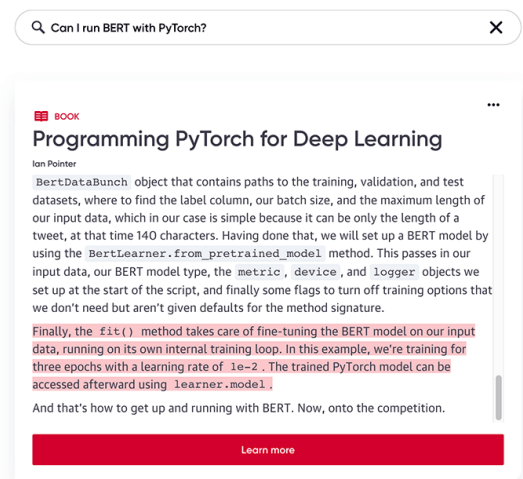 Can I run BERT with PyTorch?
BOOK
Programming PyTorch for Deep Learning
Ian Pointer
BertDataBunch object that contains paths to the training, validation, and test
datasets, where to find the label column, our batch size, and the maximum length of
our input data, which in our case is simple because it can be only the length of a
tweet, at that time 140 characters. Having done that, we will set up a BERT model by
using the BertLearner.from_pretrained_model method. This passes in our
input data, our BERT model type, the metric, device, and logger objects we
set up at the start of the script, and finally some flags to turn off training options that
we don't need but aren't given defaults for the method signature.
Finally, the fit() method takes care of fine-tuning the BERT model on our input
data, running on its own internal training loop. In this example, we're training for
three epochs with a learning rate of 1e-2. The trained PyTorch model can be
accessed afterward using learner.model.
And that's how to get up and running with BERT. Now, onto the competition.
Learn more